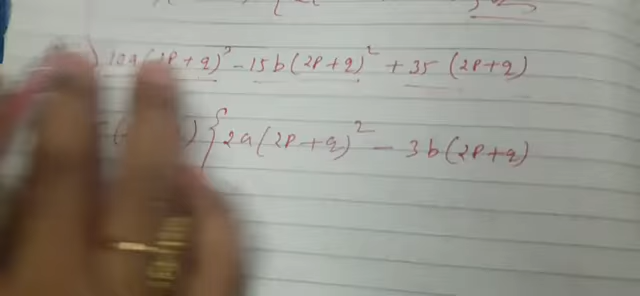 ) 10a(2P+q)³ - 15b(2P+q)² + 35(2P+q)
) {2a(2P+q)² - 3b(2P+q)